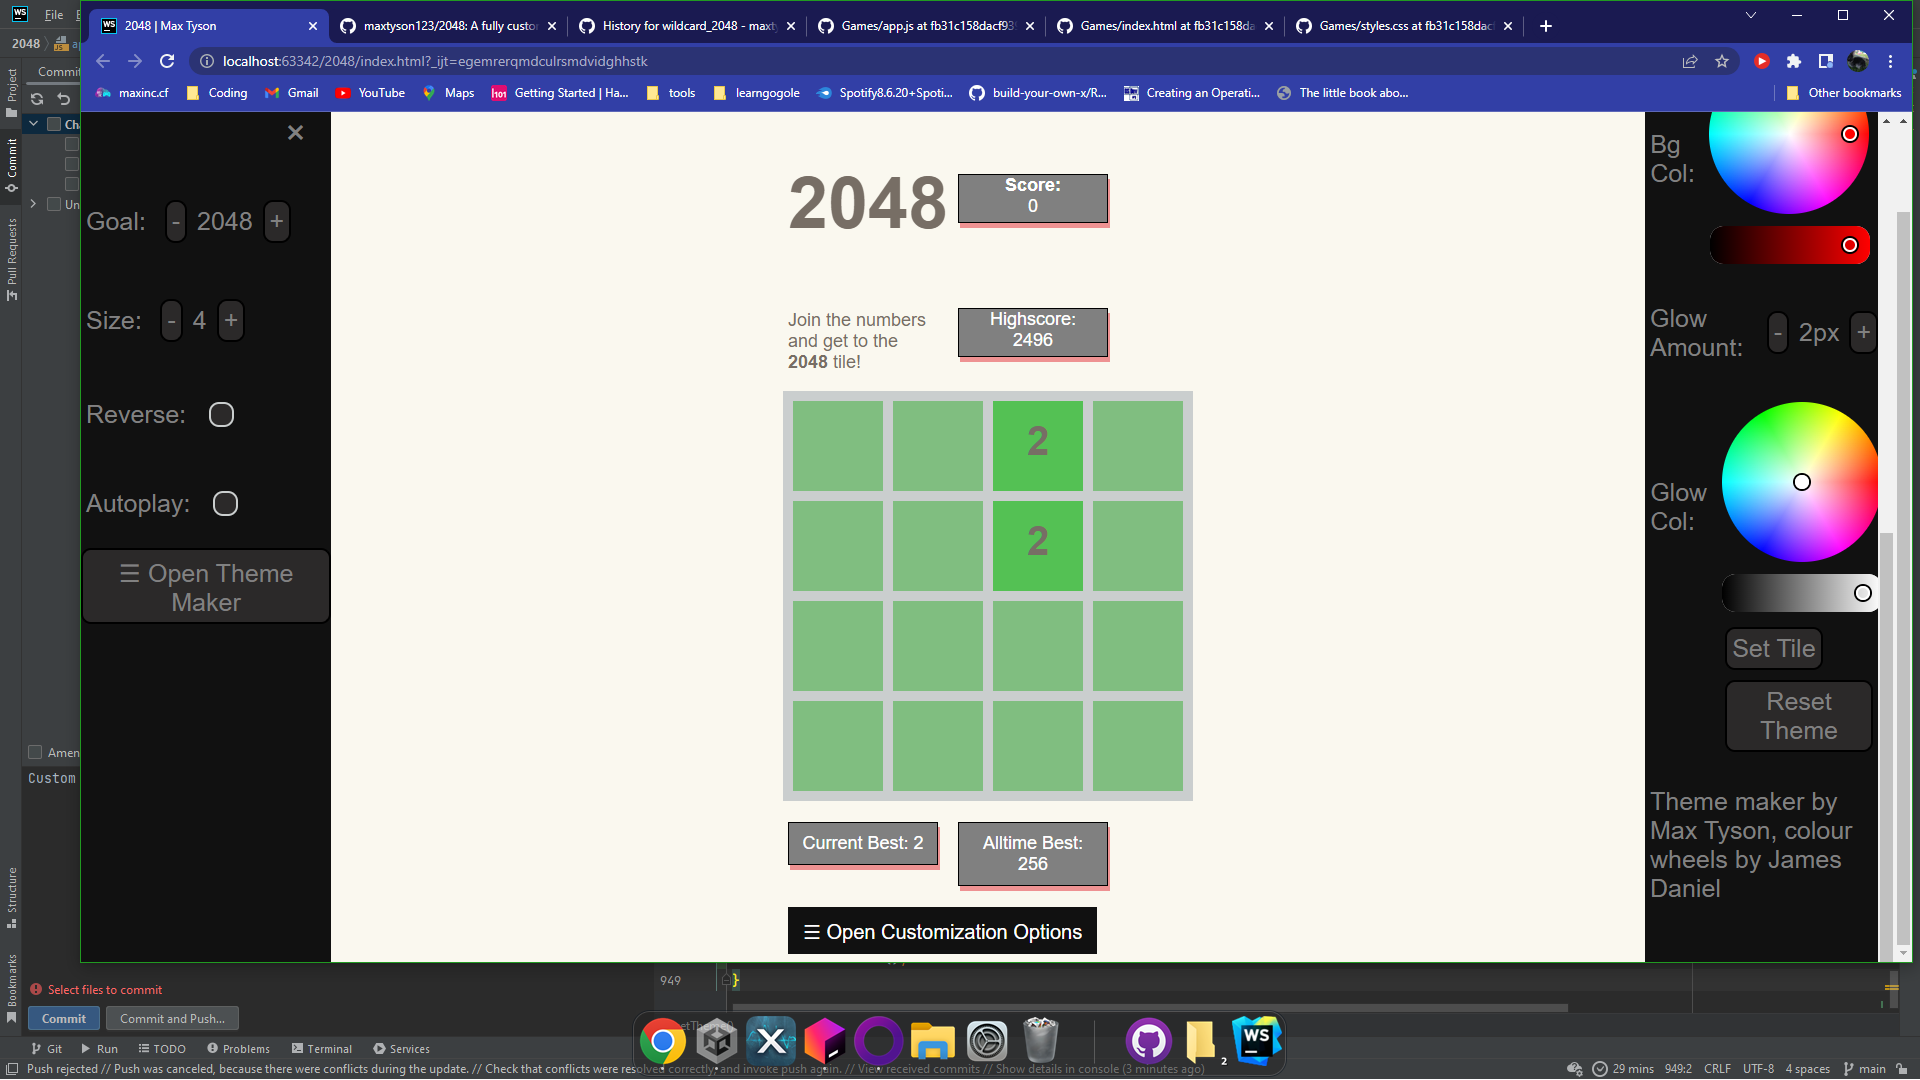 WS File
2048
2048 | Max Tyson
maxtyson123/2048: A fully custo
History for wildcard_2048 - maxt
Games/app.js at fb31c158dacf93
Games/index.html at fb31c158da
Games/styles.css at fb31c158dac
localhost:63342/2048/index.html?_ijt=egemrerqmdculrsmdvidghhstk
maxinc.cf
Coding
Gmail
YouTube
Maps
Getting Started | Ha...
tools
learngogole
Spotify8.6.20+Spoti...
build-your-own-x/R...
Creating an Operati...
The little book abo...
Other bookmarks
Project
Commit
Pull Requests
Structure
Bookmarks
Commi
Ch
Un
Amen
Custom
Select files to commit
Commit
Commit and Push...
×
Goal: - 2048 +
Size: - 4 +
Reverse:
Autoplay:
☰ Open Theme
Maker
2048
Score:
0
Join the numbers
and get to the
2048 tile!
Highscore:
2496
2
2
Current Best: 2
Alltime Best:
256
☰ Open Customization Options
Bg
Col:
Glow
Amount:
- 2px +
Glow
Col:
Set Tile
Reset
Theme
Theme maker by
Max Tyson, colour
wheels by James
Daniel
949
}
2
WS
Git
Run
TODO
Problems
Terminal
Services
Push rejected // Push was canceled, because there were conflicts during the update. // Check that conflicts were resolved correctly, and invoke push again. // View received commits // Show details in console (3 minutes ago)
29 mins
949:2
CRLF
UTF-8
4 spaces
main